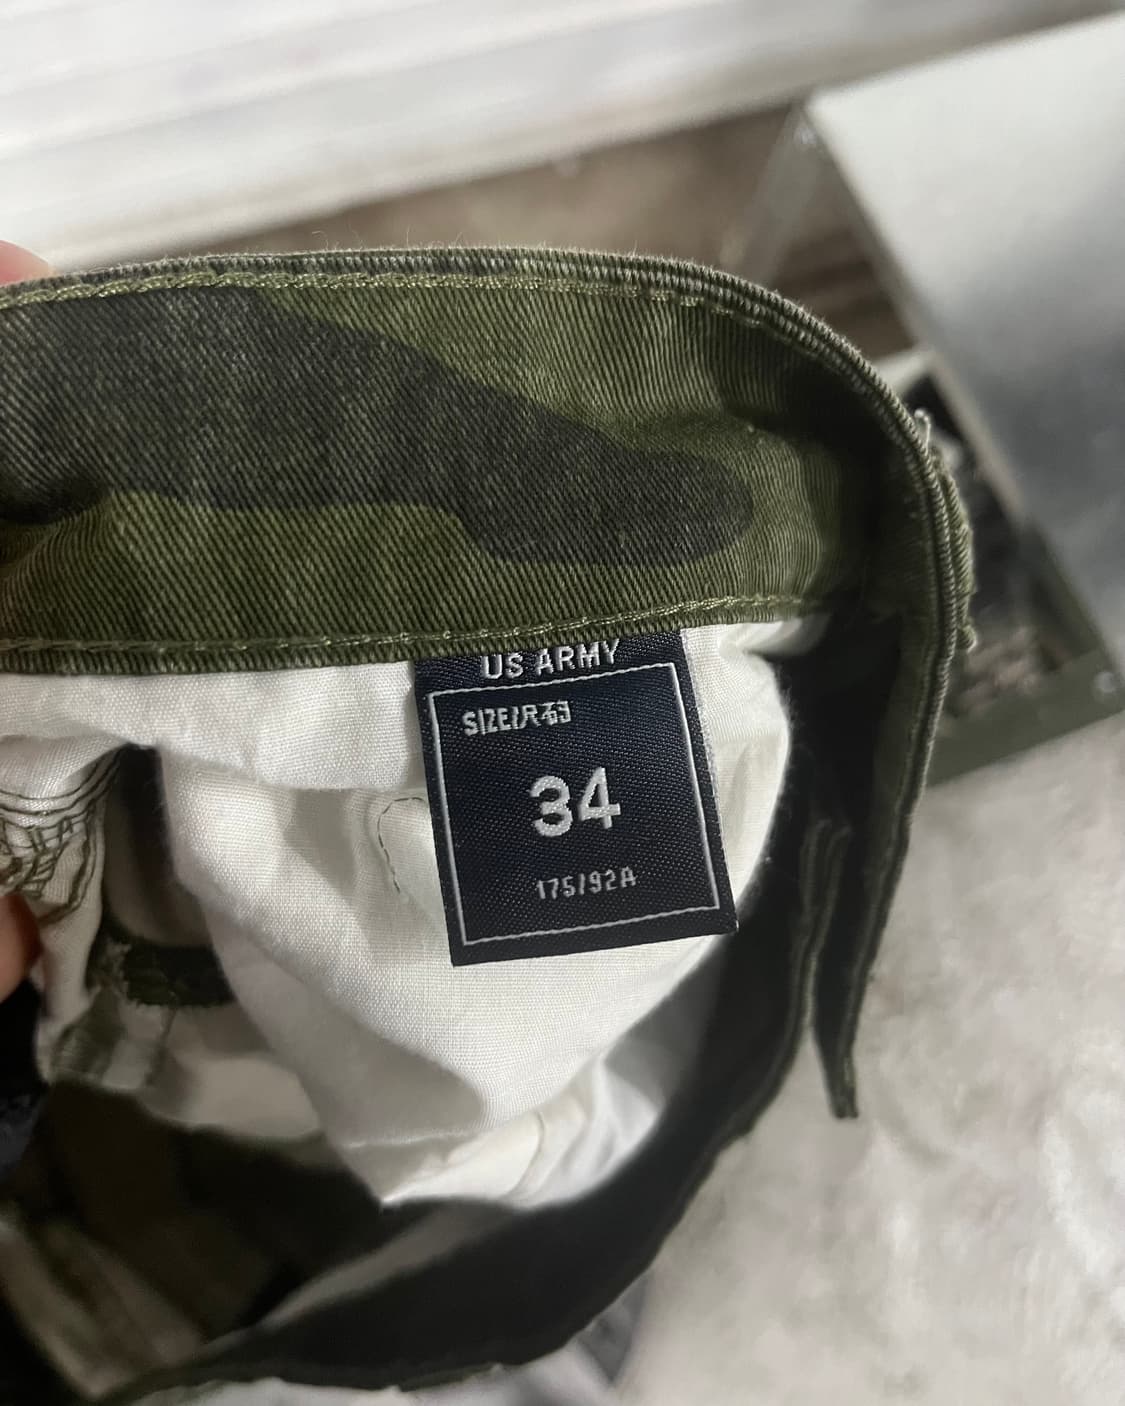 US ARMY
SIZE/尺码
34
175/92A